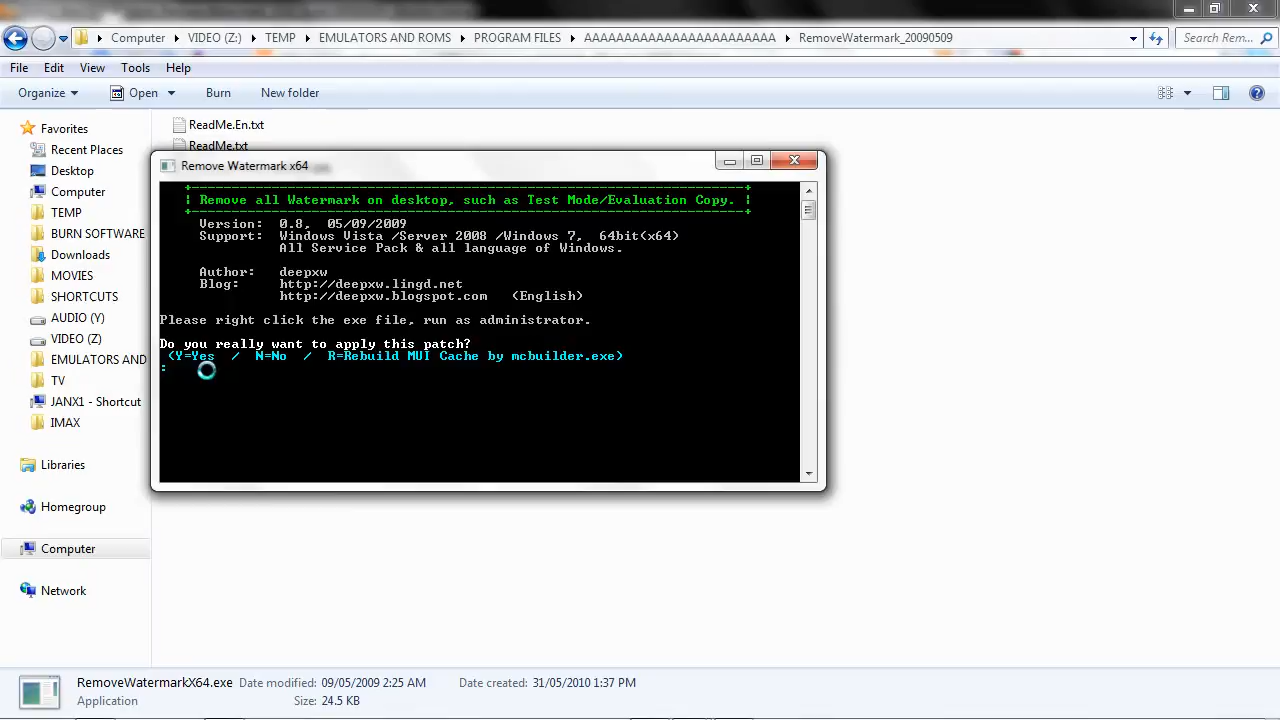 Computer ▸ VIDEO (Z:) ▸ TEMP ▸ EMULATORS AND ROMS ▸ PROGRAM FILES ▸ AAAAAAAAAAAAAAAAAAAAAAAA ▸ RemoveWatermark_20090509
Search Rem...
File Edit View Tools Help
Organize Open Burn New folder
Favorites
Recent Places
Desktop
Computer
TEMP
BURN SOFTWARE
Downloads
MOVIES
SHORTCUTS
AUDIO (Y:)
VIDEO (Z:)
EMULATORS AND
TV
JANX1 - Shortcut
IMAX
Libraries
Homegroup
Computer
Network
ReadMe.En.txt
ReadMe.txt
Remove Watermark x64
Remove all Watermark on desktop, such as Test Mode/Evaluation Copy.
Version: 0.8, 05/09/2009
Support: Windows Vista /Server 2008 /Windows 7, 64bit(x64)
All Service Pack & all language of Windows.
Author: deepxw
Blog: http://deepxw.lingd.net
http://deepxw.blogspot.com (English)
Please right click the exe file, run as administrator.
Do you really want to apply this patch?
(Y=Yes / N=No / R=Rebuild MUI Cache by mcbuilder.exe)
:
RemoveWatermarkX64.exe Date modified: 09/05/2009 2:25 AM Date created: 31/05/2010 1:37 PM
Application Size: 24.5 KB